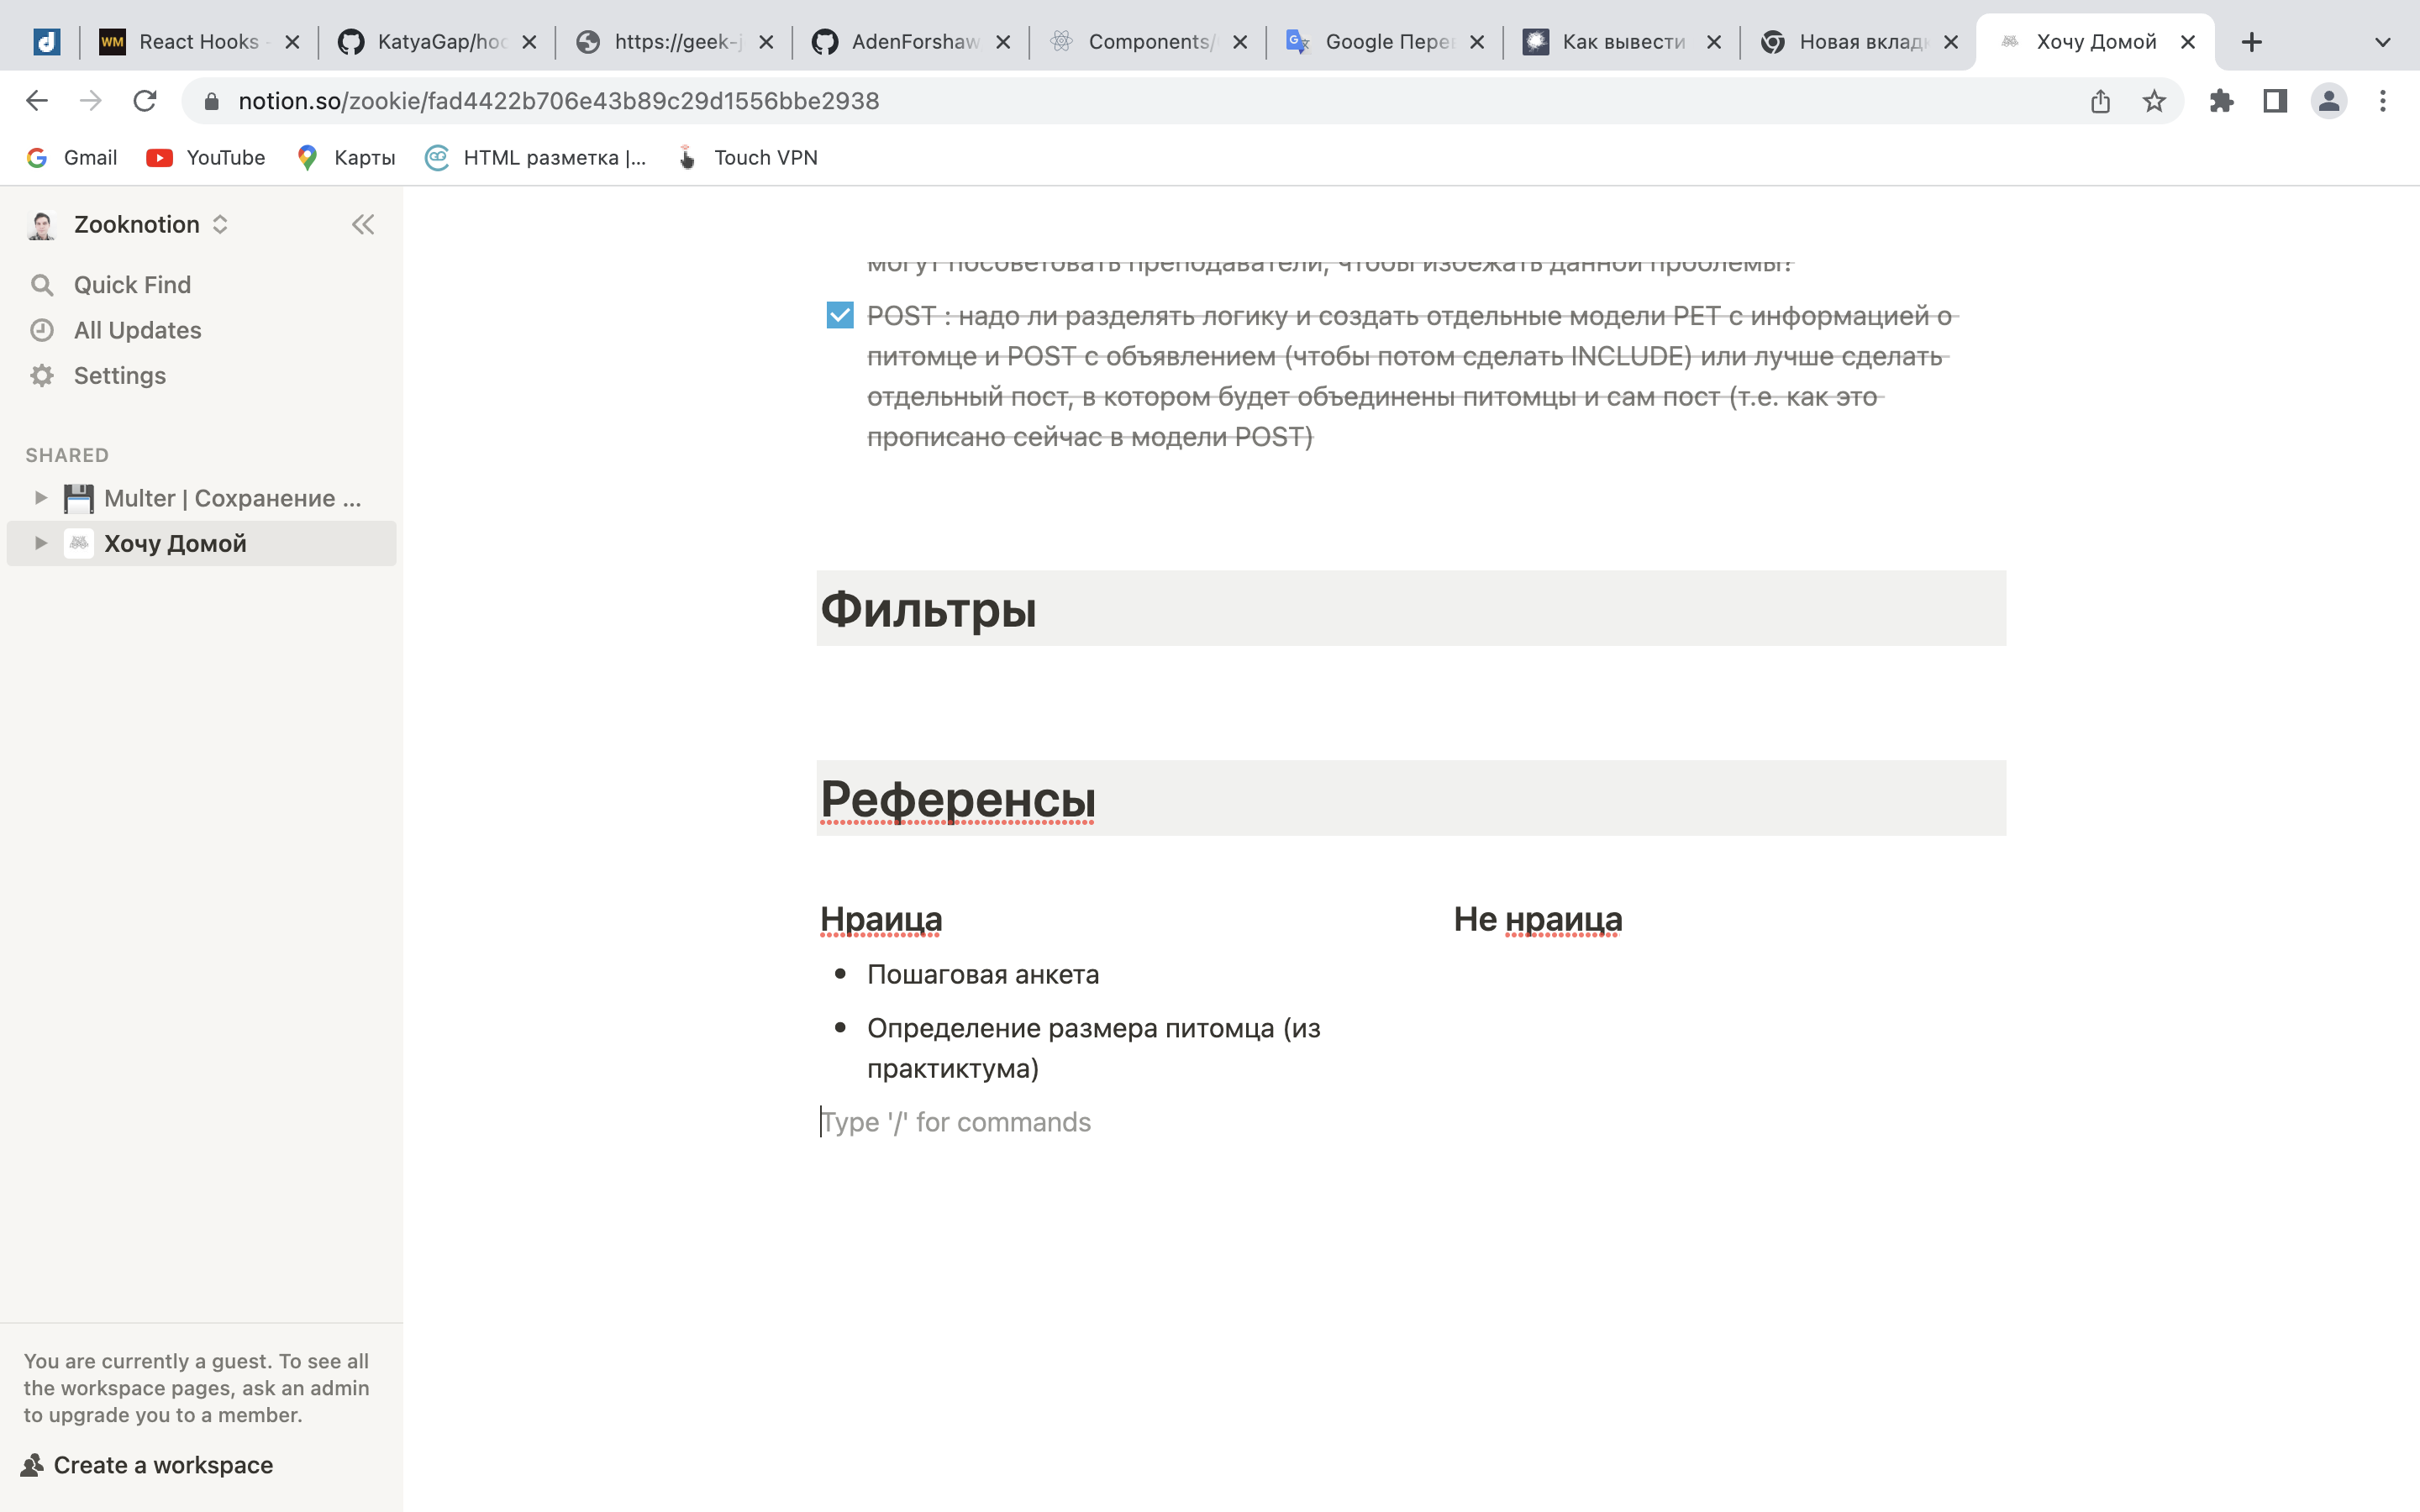 React Hooks -
KatyaGap/hoc
https://geek-j
AdenForshaw
Components/
Google Пере
Как вывести
Новая вклад
Хочу Домой
notion.so/zookie/fad4422b706e43b89c29d1556bbe2938
Gmail
YouTube
Карты
HTML разметка |...
Touch VPN
Zooknotion
Quick Find
All Updates
Settings
SHARED
Multer | Сохранение ...
Хочу Домой
You are currently a guest. To see all
the workspace pages, ask an admin
to upgrade you to a member.
Create a workspace
могут посоветовать преподаватели, чтобы избежать данной проблемы?
POST : надо ли разделять логику и создать отдельные модели PET с информацией о
питомце и POST с объявлением (чтобы потом сделать INCLUDE) или лучше сделать
отдельный пост, в котором будет объединены питомцы и сам пост (т.е. как это
прописано сейчас в модели POST)
Фильтры
Референсы
Нраица
Пошаговая анкета
Определение размера питомца (из
практиктума)
Type '/' for commands
Не нраица